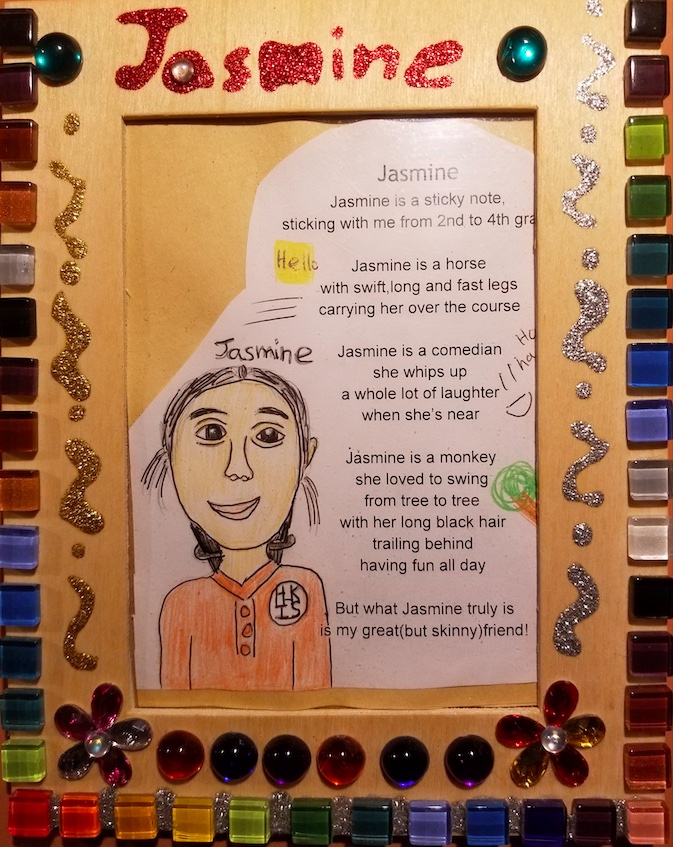 Jasmine
Jasmine
Jasmine is a sticky note,
sticking with me from 2nd to 4th gra
Hello
Jasmine is a horse
with swift,long and fast legs
carrying her over the course
Jasmine
Jasmine is a comedian
she whips up
a whole lot of laughter
when she's near
Jasmine is a monkey
she loved to swing
from tree to tree
with her long black hair
trailing behind
having fun all day
HK
IS
But what Jasmine truly is
is my great(but skinny)friend!